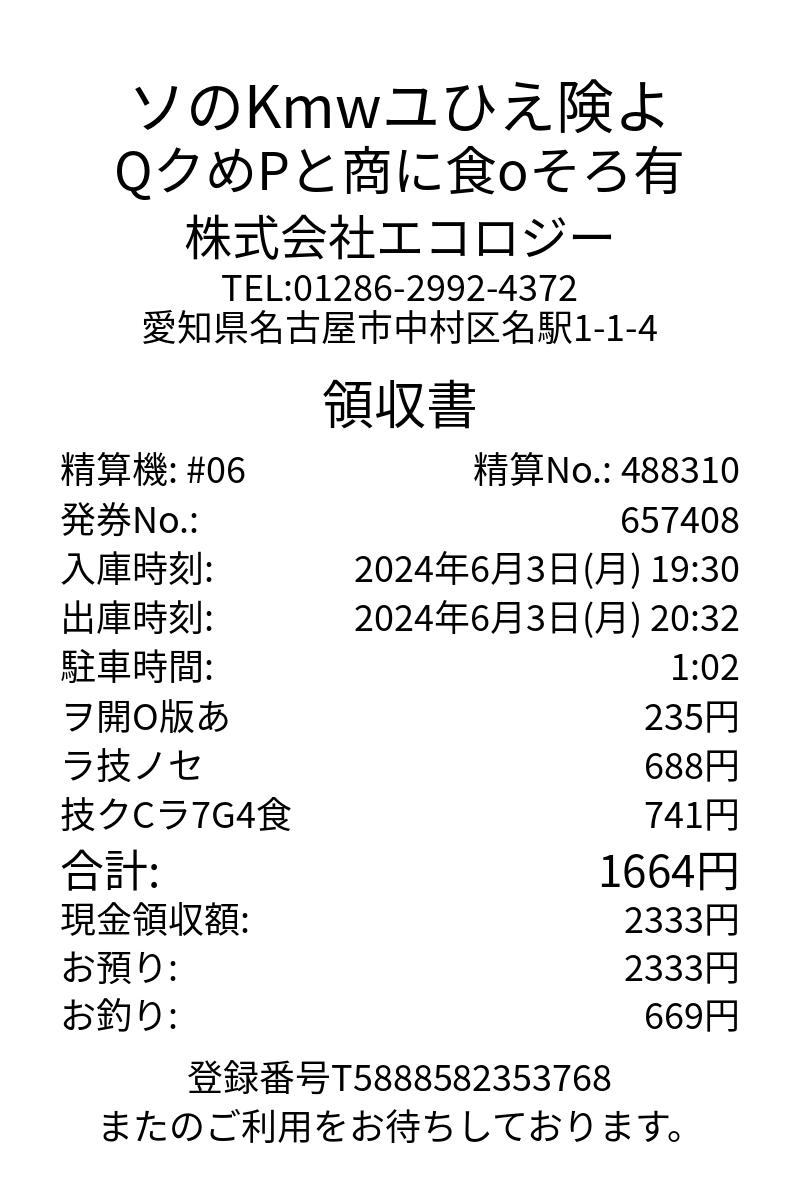 ソのKmwユひえ険よ
QクめPと商に食oそろ有
株式会社エコロジー
TEL:01286-2992-4372
愛知県名古屋市中村区名駅1-1-4
領収書
精算機: #06 精算No.: 488310
発券No.: 657408
入庫時刻: 2024年6月3日(月) 19:30
出庫時刻: 2024年6月3日(月) 20:32
駐車時間: 1:02
ヲ開O版あ 235円
ラ技ノセ 688円
技クCラ7G4食 741円
合計: 1664円
現金領収額: 2333円
お預り: 2333円
お釣り: 669円
登録番号T5888582353768
またのご利用をお待ちしております。